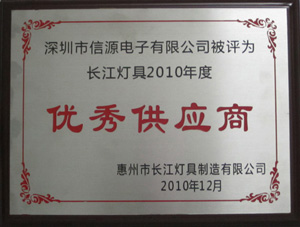 深圳市信源电子有限公司被评为
长江灯具2010年度
优秀供应商
惠州市长江灯具制造有限公司
2010年12月